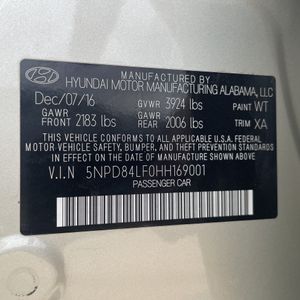 MANUFACTURED BY
HYUNDAI MOTOR MANUFACTURING ALABAMA, LLC
Dec/07/16 GVWR 3924 lbs PAINT WT
GAWR FRONT 2183 lbs GAWR REAR 2006 lbs TRIM XA
THIS VEHICLE CONFORMS TO ALL APPLICABLE U.S.A. FEDERAL
MOTOR VEHICLE SAFETY, BUMPER, AND THEFT PREVENTION
STANDARDS IN EFFECT ON THE DATE OF MANUFACTURE SHOWN ABOVE.
V.I.N 5NPD84LF0HH169001
PASSENGER CAR